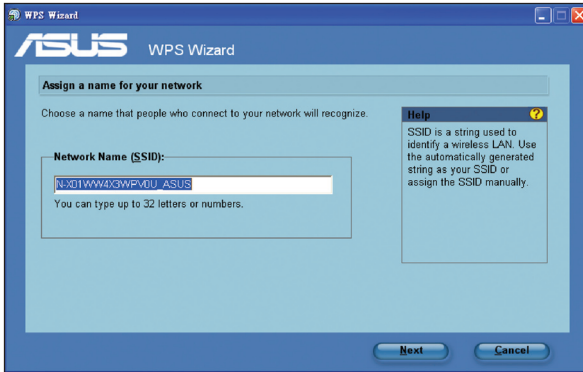 WPS Wizard
ASUS WPS Wizard
Assign a name for your network
Choose a name that people who connect to your network will recognize.
Network Name (SSID):
N-X01WW4X3WPV0U_ASUS
You can type up to 32 letters or numbers.
Help
SSID is a string used to
identify a wireless LAN. Use
the automatically generated
string as your SSID or
assign the SSID manually.
Next
Cancel